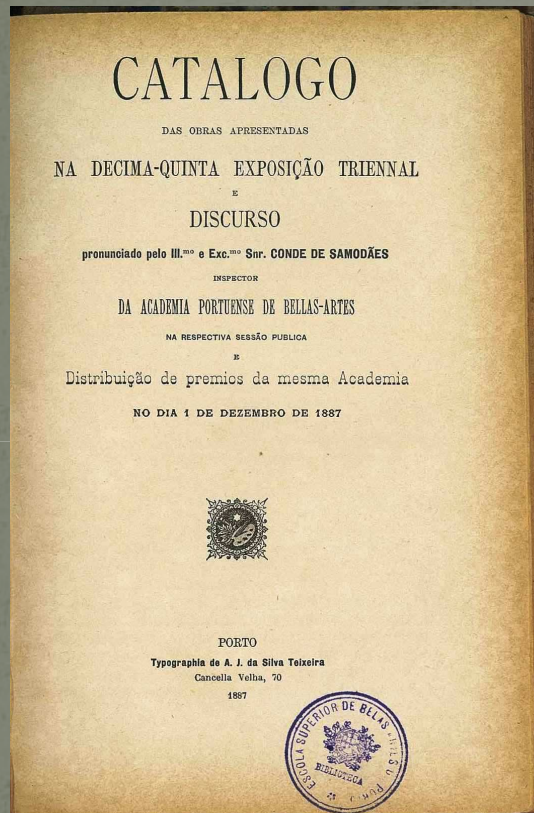 CATALOGO
DAS OBRAS APRESENTADAS
NA DECIMA-QUINTA EXPOSIÇÃO TRIENNAL
E
DISCURSO
pronunciado pelo Ill.mo e Exc.mo Snr. CONDE DE SAMODÃES
INSPECTOR
DA ACADEMIA PORTUENSE DE BELLAS-ARTES
NA RESPECTIVA SESSÃO PUBLICA
E
Distribuição de premios da mesma Academia
NO DIA 1 DE DEZEMBRO DE 1887
PORTO
Typographia de A. J. da Silva Teixeira
Cancella Velha, 70
1887
ESCOLA SUPERIOR DE BELAS
BIBLIOTECA